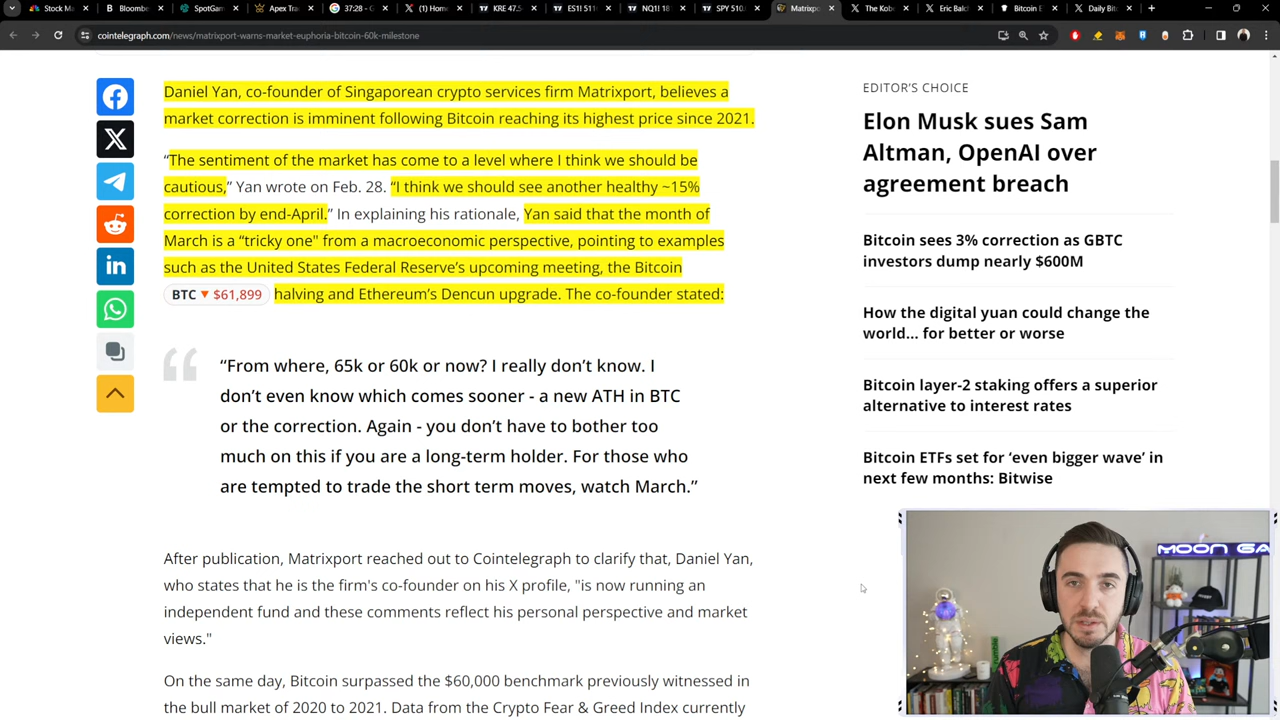 Stock M
Bloombe
SpotGam
Apex Tra
37:28 - G
(1) Home
KRE 47.5
ES1! 511
NQ1! 18
SPY 510.
Matrixpo
The Kobe
Eric Balch
Bitcoin E
Daily Bit
cointelegraph.com/news/matrixport-warns-market-euphoria-bitcoin-60k-milestone
Daniel Yan, co-founder of Singaporean crypto services firm Matrixport, believes a
market correction is imminent following Bitcoin reaching its highest price since 2021.
“The sentiment of the market has come to a level where I think we should be
cautious,” Yan wrote on Feb. 28. “I think we should see another healthy ~15%
correction by end-April.” In explaining his rationale, Yan said that the month of
March is a “tricky one" from a macroeconomic perspective, pointing to examples
such as the United States Federal Reserve’s upcoming meeting, the Bitcoin
BTC ▼ $61,899 halving and Ethereum’s Dencun upgrade. The co-founder stated:
“From where, 65k or 60k or now? I really don’t know. I
don’t even know which comes sooner - a new ATH in BTC
or the correction. Again - you don’t have to bother too
much on this if you are a long-term holder. For those who
are tempted to trade the short term moves, watch March.”
After publication, Matrixport reached out to Cointelegraph to clarify that, Daniel Yan,
who states that he is the firm's co-founder on his X profile, "is now running an
independent fund and these comments reflect his personal perspective and market
views."
On the same day, Bitcoin surpassed the $60,000 benchmark previously witnessed in
the bull market of 2020 to 2021. Data from the Crypto Fear & Greed Index currently
EDITOR’S CHOICE
Elon Musk sues Sam
Altman, OpenAI over
agreement breach
Bitcoin sees 3% correction as GBTC
investors dump nearly $600M
How the digital yuan could change the
world... for better or worse
Bitcoin layer-2 staking offers a superior
alternative to interest rates
Bitcoin ETFs set for ‘even bigger wave’ in
next few months: Bitwise
MOON GA